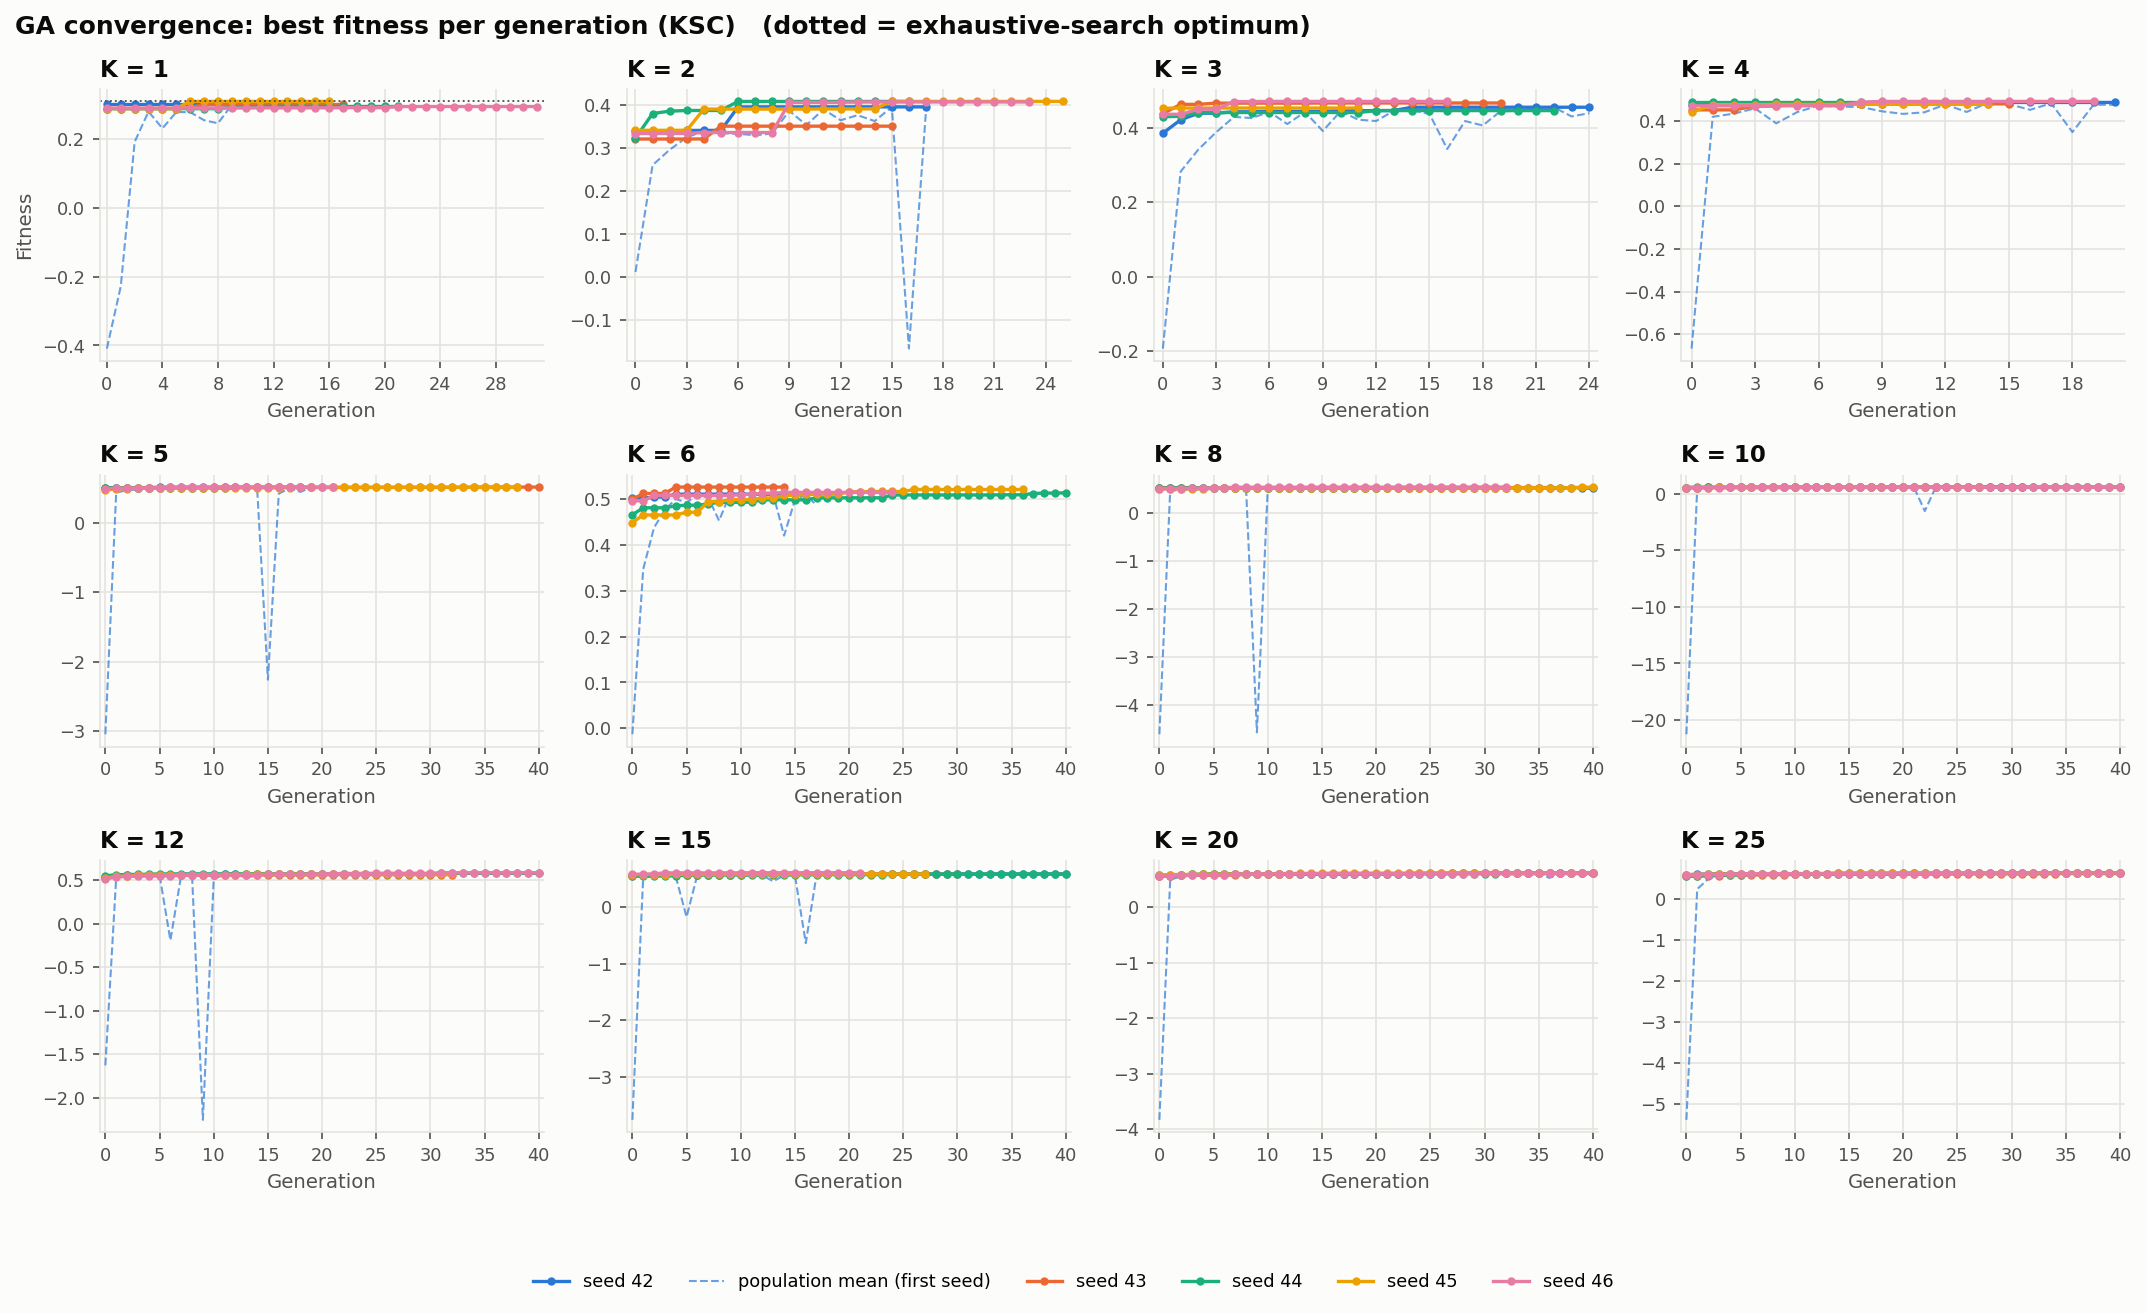 GA convergence: best fitness per generation (KSC)   (dotted = exhaustive-search optimum)
K = 1
K = 2
K = 3
K = 4
0.2
0.0
−0.2
−0.4
Fitness
0 4 8 12 16 20 24 28
Generation
0.4
0.3
0.2
0.1
0.0
−0.1
0 3 6 9 12 15 18 21 24
Generation
0.4
0.2
0.0
−0.2
0 3 6 9 12 15 18 21 24
Generation
0.4
0.2
0.0
−0.2
−0.4
−0.6
0 3 6 9 12 15 18
Generation
K = 5
K = 6
K = 8
K = 10
0
−1
−2
−3
0 5 10 15 20 25 30 35 40
Generation
0.5
0.4
0.3
0.2
0.1
0.0
0 5 10 15 20 25 30 35 40
Generation
0
−1
−2
−3
−4
0 5 10 15 20 25 30 35 40
Generation
0
−5
−10
−15
−20
0 5 10 15 20 25 30 35 40
Generation
K = 12
K = 15
K = 20
K = 25
0.5
0.0
−0.5
−1.0
−1.5
−2.0
0 5 10 15 20 25 30 35 40
Generation
0
−1
−2
−3
0 5 10 15 20 25 30 35 40
Generation
0
−1
−2
−3
−4
0 5 10 15 20 25 30 35 40
Generation
0
−1
−2
−3
−4
−5
0 5 10 15 20 25 30 35 40
Generation
seed 42 population mean (first seed) seed 43 seed 44 seed 45 seed 46